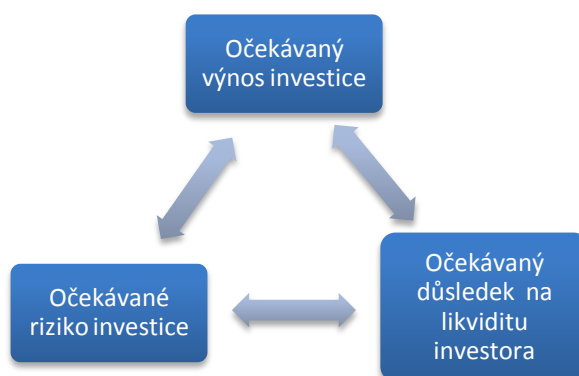 Očekávaný
výnos investice
Očekávané
riziko investice
Očekávaný
důsledek na
likviditu
investora